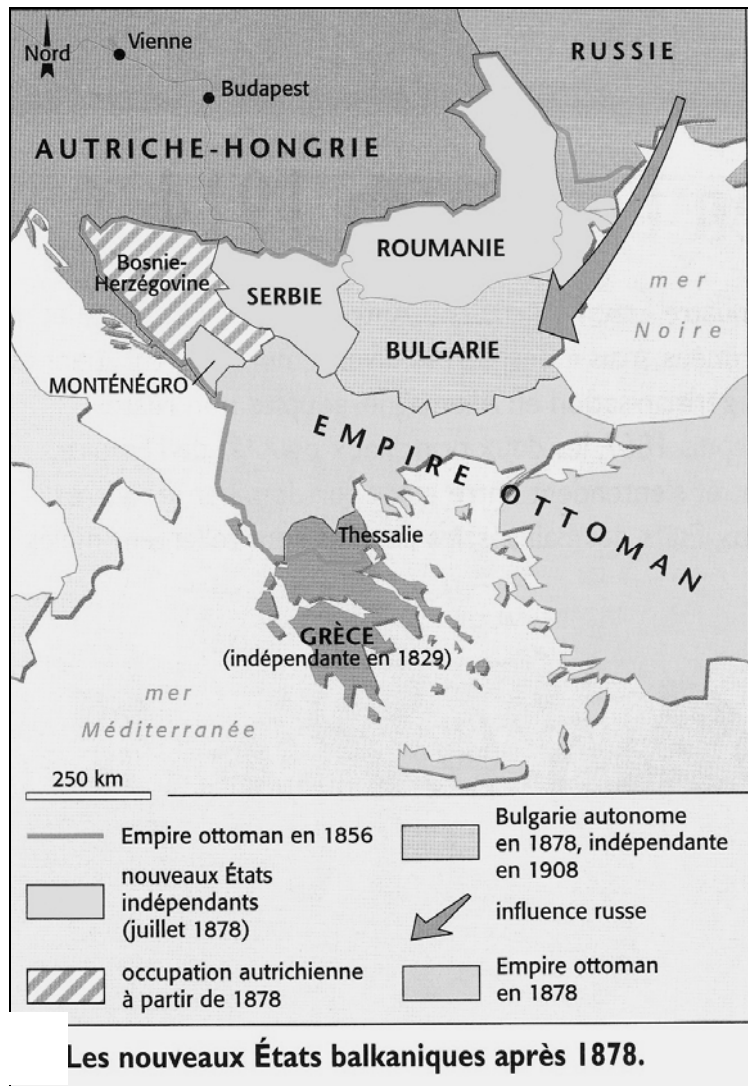 Nord
Vienne
Budapest
RUSSIE
AUTRICHE-HONGRIE
Bosnie-
Herzégovine
SERBIE
ROUMANIE
BULGARIE
MONTÉNÉGRO
mer
Noire
EMPIRE OTTOMAN
Thessalie
GRÈCE
(indépendante en 1829)
mer
Méditerranée
250 km
Empire ottoman en 1856
nouveaux États
indépendants
(juillet 1878)
occupation autrichienne
à partir de 1878
Bulgarie autonome
en 1878, indépendante
en 1908
influence russe
Empire ottoman
en 1878
Les nouveaux États balkaniques après 1878.